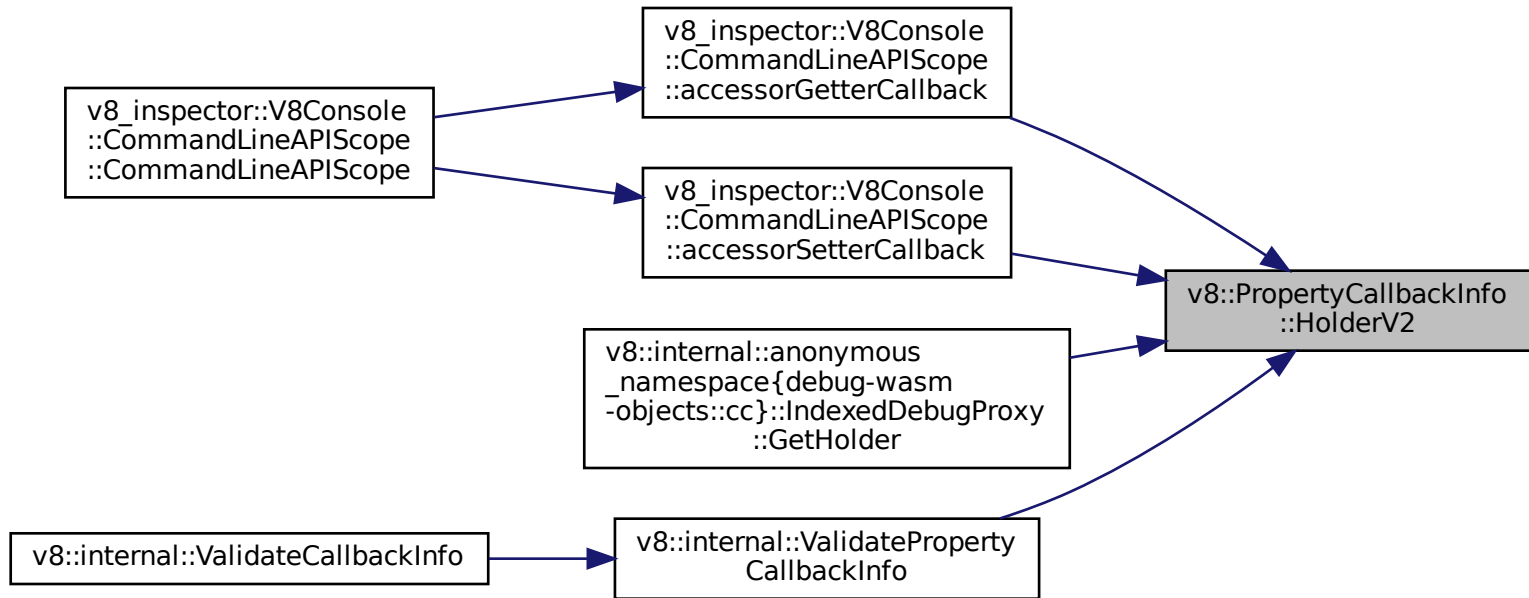 v8_inspector::V8Console
::CommandLineAPIScope
::CommandLineAPIScope
v8_inspector::V8Console
::CommandLineAPIScope
::accessorGetterCallback
v8_inspector::V8Console
::CommandLineAPIScope
::accessorSetterCallback
v8::PropertyCallbackInfo
::HolderV2
v8::internal::anonymous
_namespace{debug-wasm
-objects::cc}::IndexedDebugProxy
::GetHolder
v8::internal::ValidateCallbackInfo
v8::internal::ValidateProperty
CallbackInfo